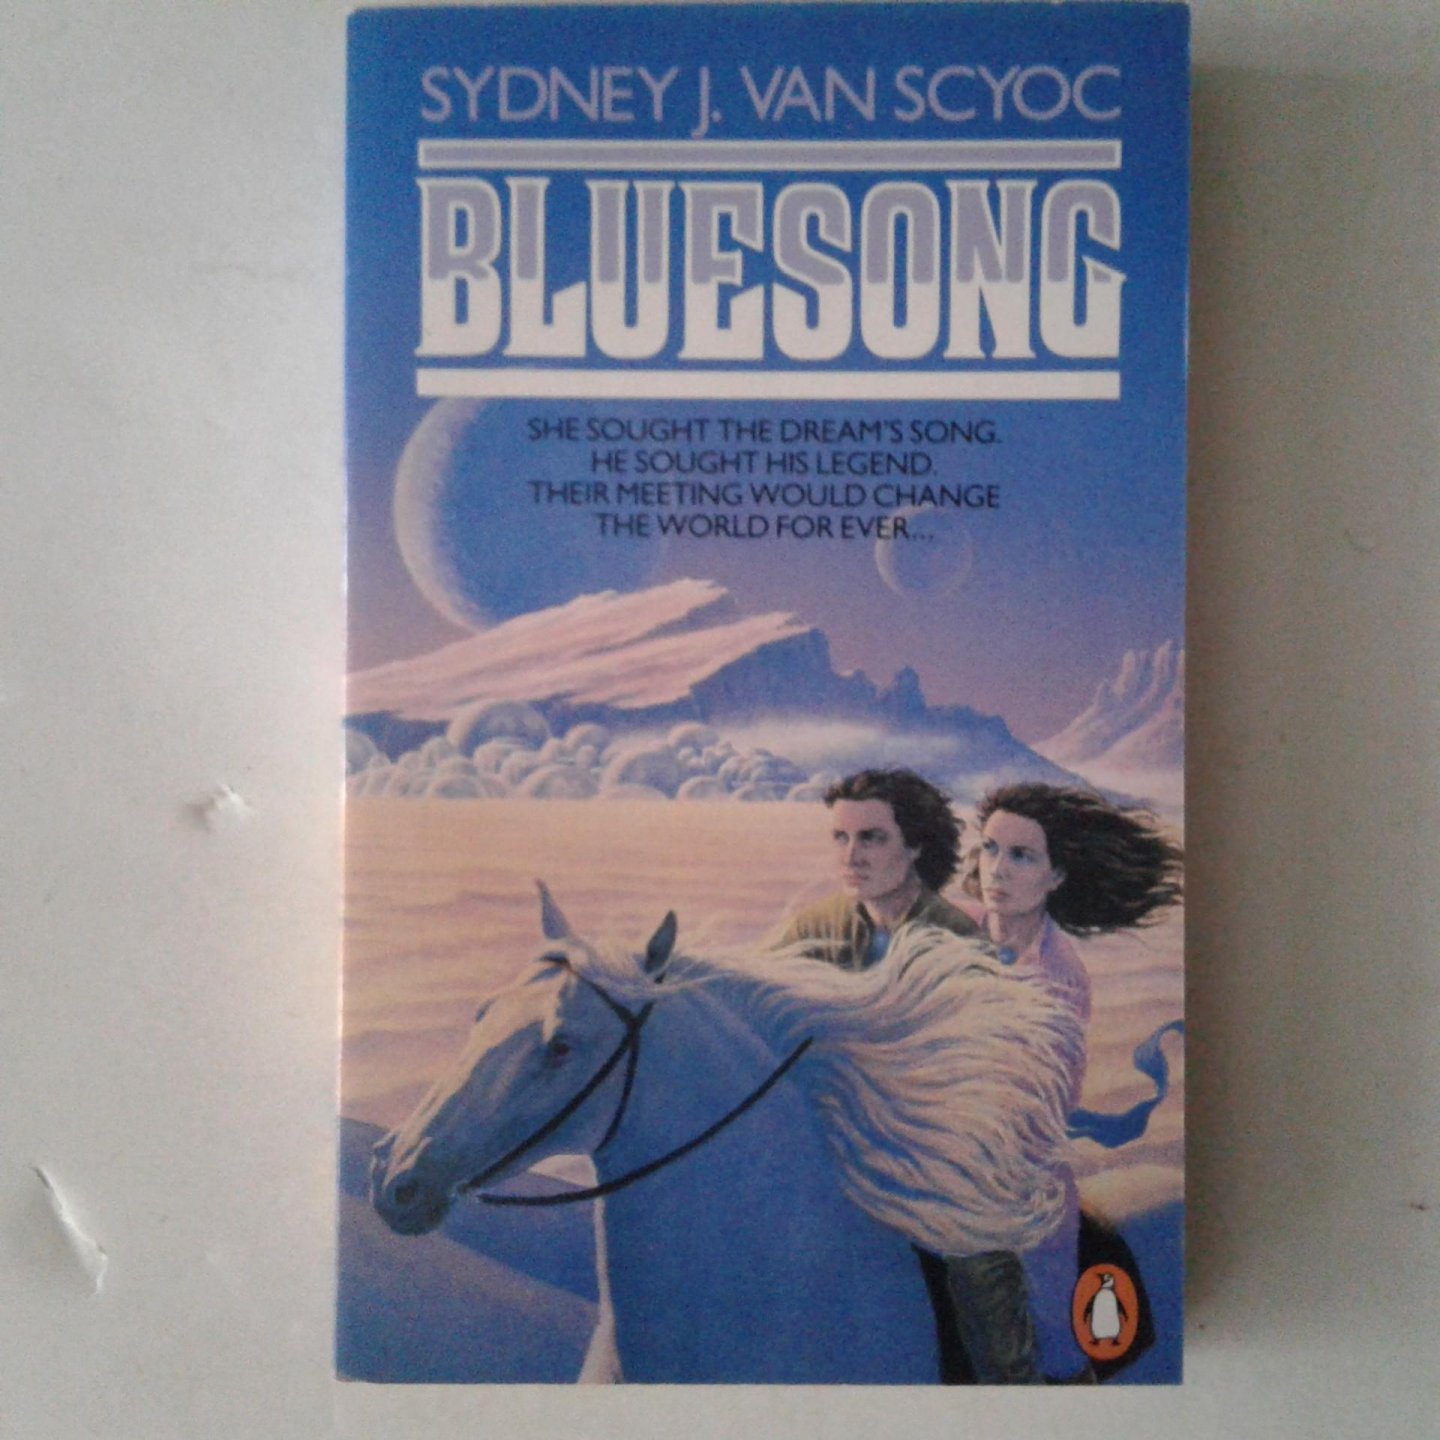 SYDNEY J. VAN SCYOC
BLUESONG
SHE SOUGHT THE DREAM'S SONG.
HE SOUGHT HIS LEGEND.
THEIR MEETING WOULD CHANGE
THE WORLD FOR EVER...